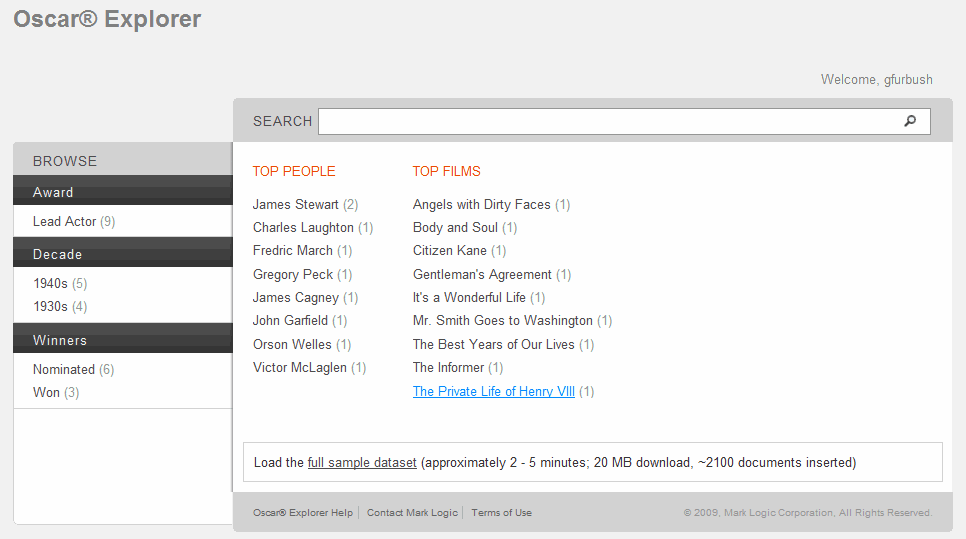 Oscar® Explorer
Welcome, gfurbush
SEARCH
BROWSE
Award
Lead Actor (9)
Decade
1940s (5)
1930s (4)
Winners
Nominated (6)
Won (3)
TOP PEOPLE
James Stewart (2)
Charles Laughton (1)
Fredric March (1)
Gregory Peck (1)
James Cagney (1)
John Garfield (1)
Orson Welles (1)
Victor McLaglen (1)
TOP FILMS
Angels with Dirty Faces (1)
Body and Soul (1)
Citizen Kane (1)
Gentleman's Agreement (1)
It's a Wonderful Life (1)
Mr. Smith Goes to Washington (1)
The Best Years of Our Lives (1)
The Informer (1)
The Private Life of Henry VIII (1)
Load the full sample dataset (approximately 2 - 5 minutes; 20 MB download, ~2100 documents inserted)
Oscar® Explorer Help | Contact Mark Logic | Terms of Use
© 2009, Mark Logic Corporation, All Rights Reserved.